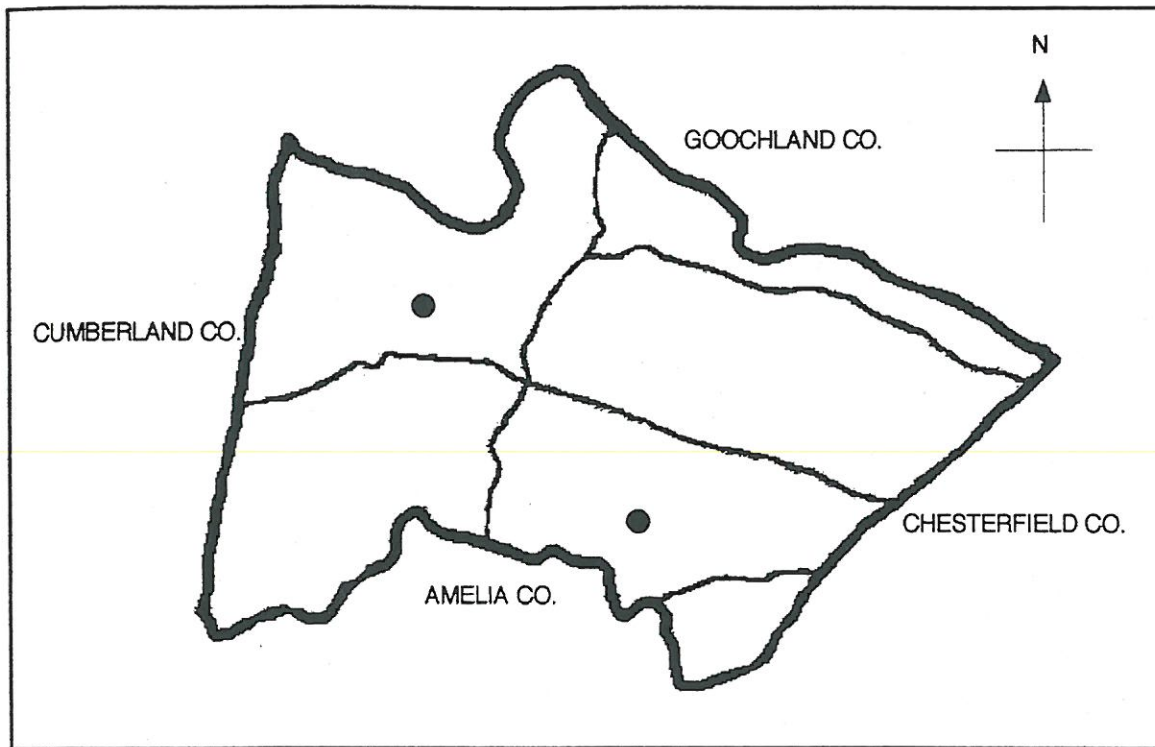 N
GOOCHLAND CO.
CUMBERLAND CO.
CHESTERFIELD CO.
AMELIA CO.